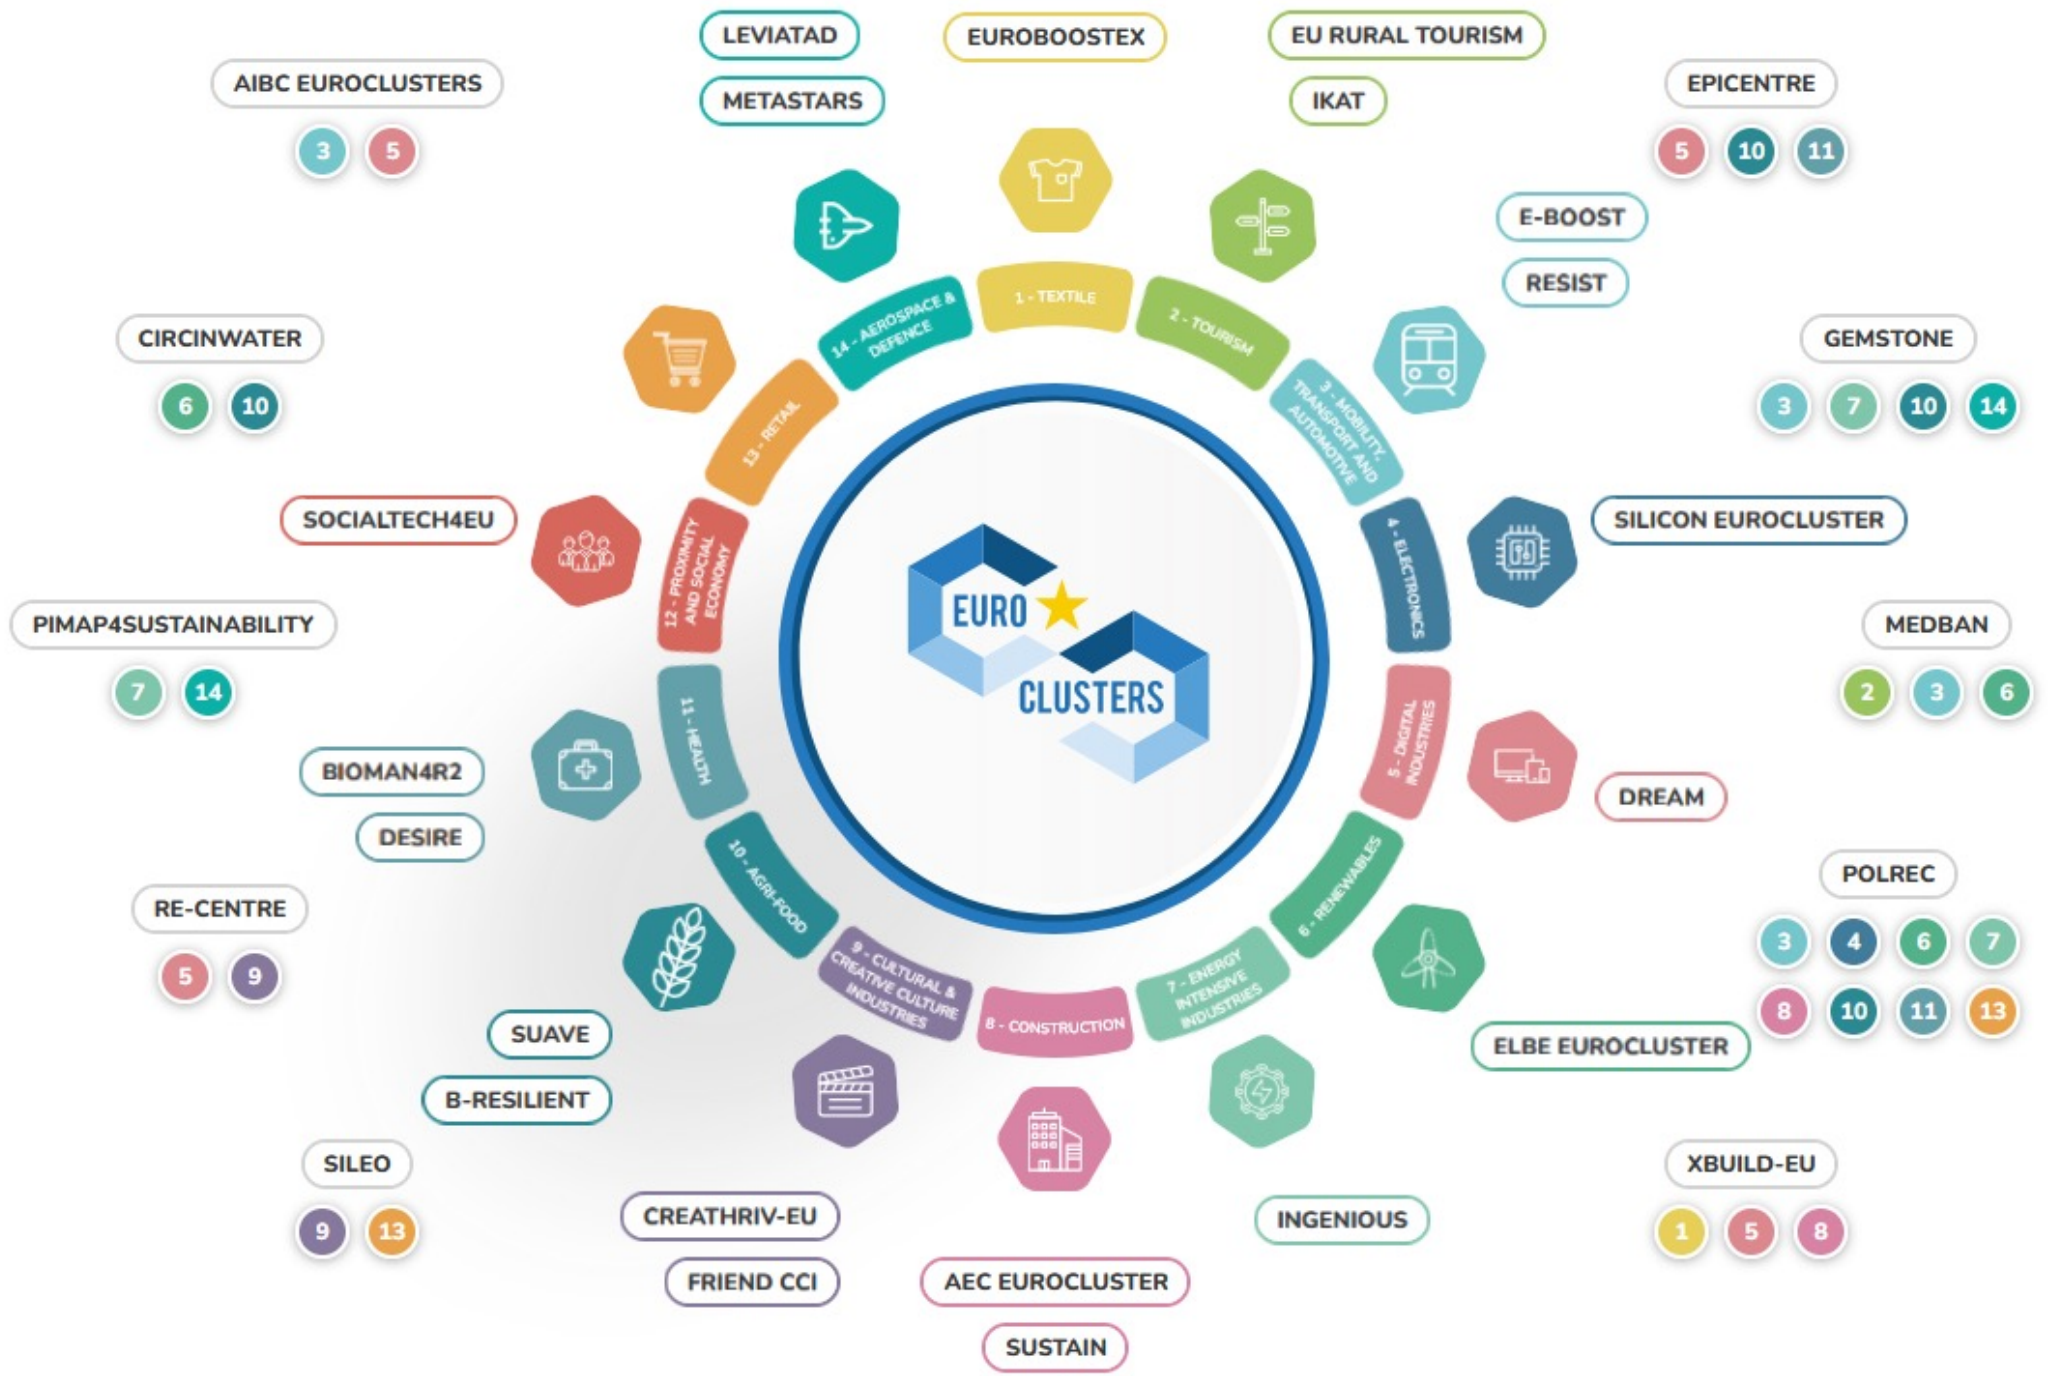 LEVIATAD
METASTARS
EUROBOOSTEX
EU RURAL TOURISM
IKAT
AIBC EUROCLUSTERS
3 5
EPICENTRE
5 10 11
E-BOOST
RESIST
CIRCINWATER
6 10
GEMSTONE
3 7 10 14
SOCIALTECH4EU
SILICON EUROCLUSTER
PIMAP4SUSTAINABILITY
7 14
MEDBAN
2 3 6
BIOMAN4R2
DESIRE
DREAM
RE-CENTRE
5 9
POLREC
3 4 6 7
8 10 11 13
SUAVE
B-RESILIENT
ELBE EUROCLUSTER
SILEO
9 13
XBUILD-EU
1 5 8
CREATHRIV-EU
FRIEND CCI
INGENIOUS
AEC EUROCLUSTER
SUSTAIN
1 - TEXTILE
2 - TOURISM
3 - MOBILITY,
TRANSPORT AND
AUTOMOTIVE
4 - ELECTRONICS
5 - DIGITAL
INDUSTRIES
6 - RENEWABLES
7 - ENERGY
INTENSIVE
INDUSTRIES
8 - CONSTRUCTION
9 - CULTURAL &
CREATIVE CULTURE
INDUSTRIES
10 - AGRI-FOOD
11 - HEALTH
12 - PROXIMITY
AND SOCIAL
ECONOMY
13 - RETAIL
14 - AEROSPACE &
DEFENCE
EURO
CLUSTERS